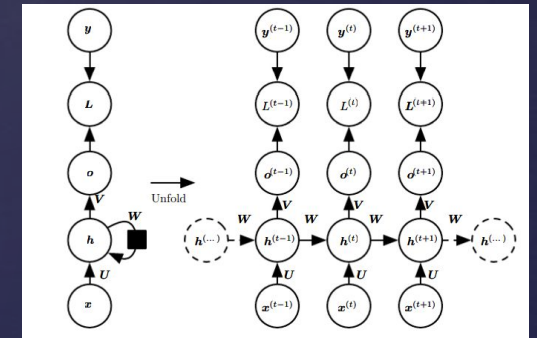 y y^(t−1) y^(t) y^(t+1)
L L^(t−1) L^(t) L^(t+1)
o o^(t−1) o^(t) o^(t+1)
Unfold
V V V V
W W W W W
h h^(...) h^(t−1) h^(t) h^(t+1) h^(...)
U U U U
x x^(t−1) x^(t) x^(t+1)